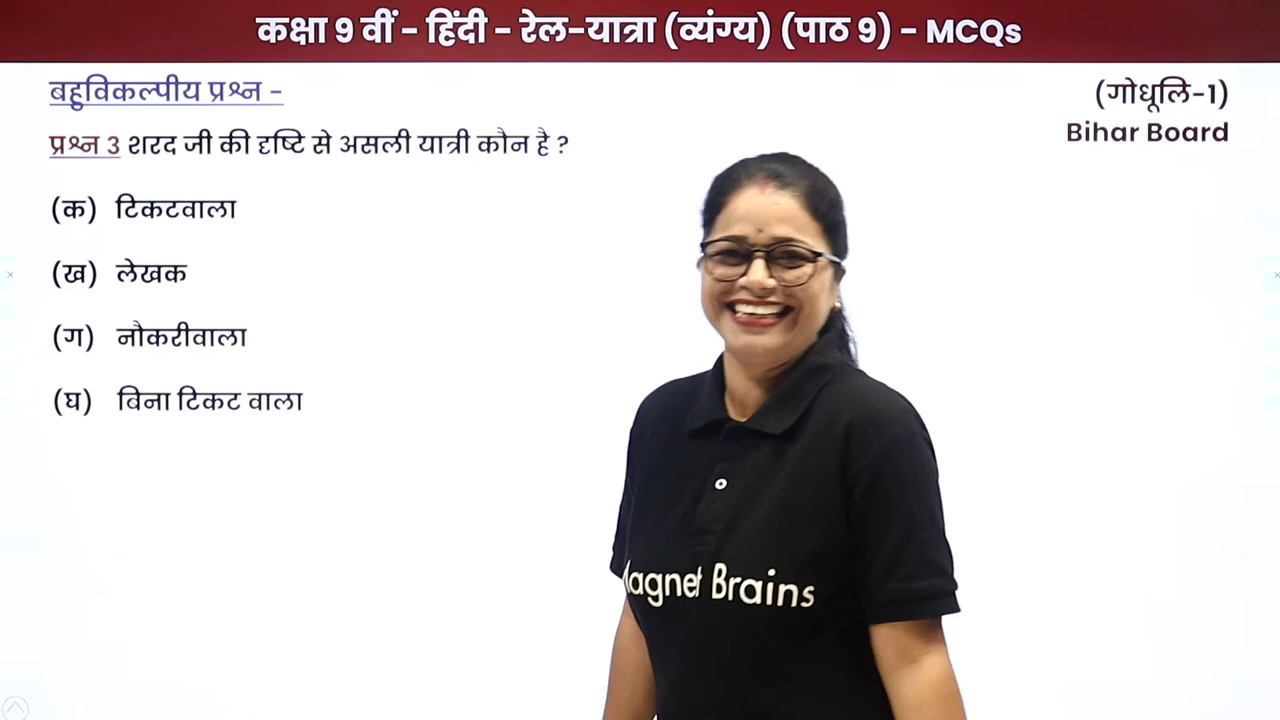 कक्षा 9 वीं - हिंदी - रेल-यात्रा (व्यंग्य) (पाठ 9) - MCQs
बहुविकल्पीय प्रश्न -
(गोधूलि-1)
Bihar Board
प्रश्न 3 शरद जी की दृष्टि से असली यात्री कौन है ?
(क) टिकटवाला
(ख) लेखक
(ग) नौकरीवाला
(घ) बिना टिकट वाला
Magnet Brains